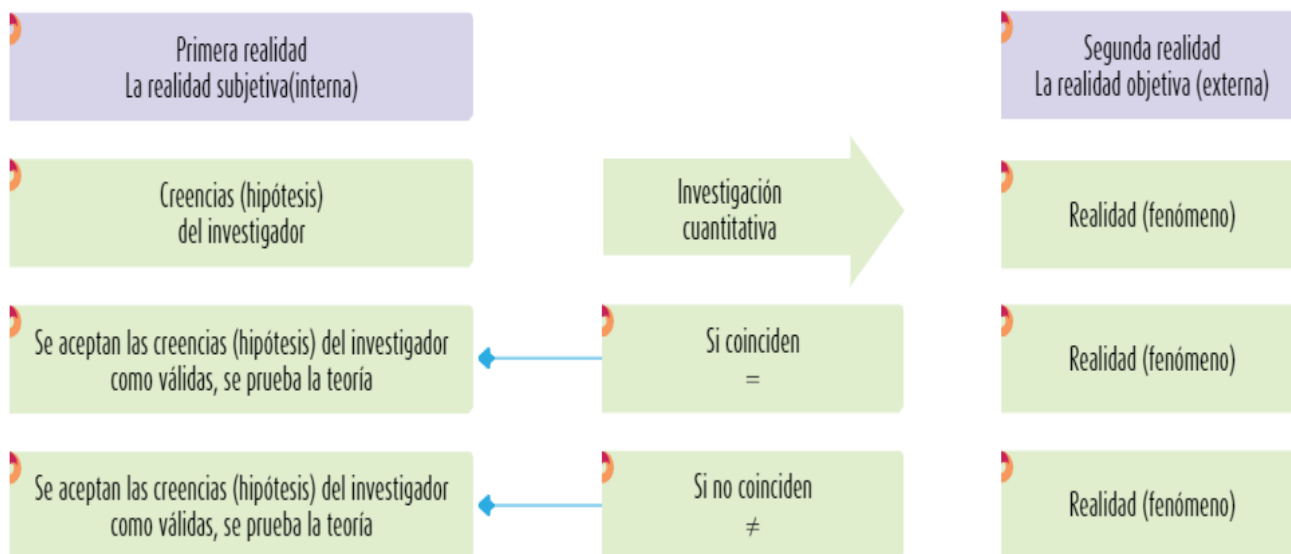 Primera realidad
La realidad subjetiva(interna)
Segunda realidad
La realidad objetiva (externa)
Creencias (hipótesis)
del investigador
Investigación
cuantitativa
Realidad (fenómeno)
Se aceptan las creencias (hipótesis) del investigador
como válidas, se prueba la teoría
Si coinciden
=
Realidad (fenómeno)
Se aceptan las creencias (hipótesis) del investigador
como válidas, se prueba la teoría
Si no coinciden
≠
Realidad (fenómeno)